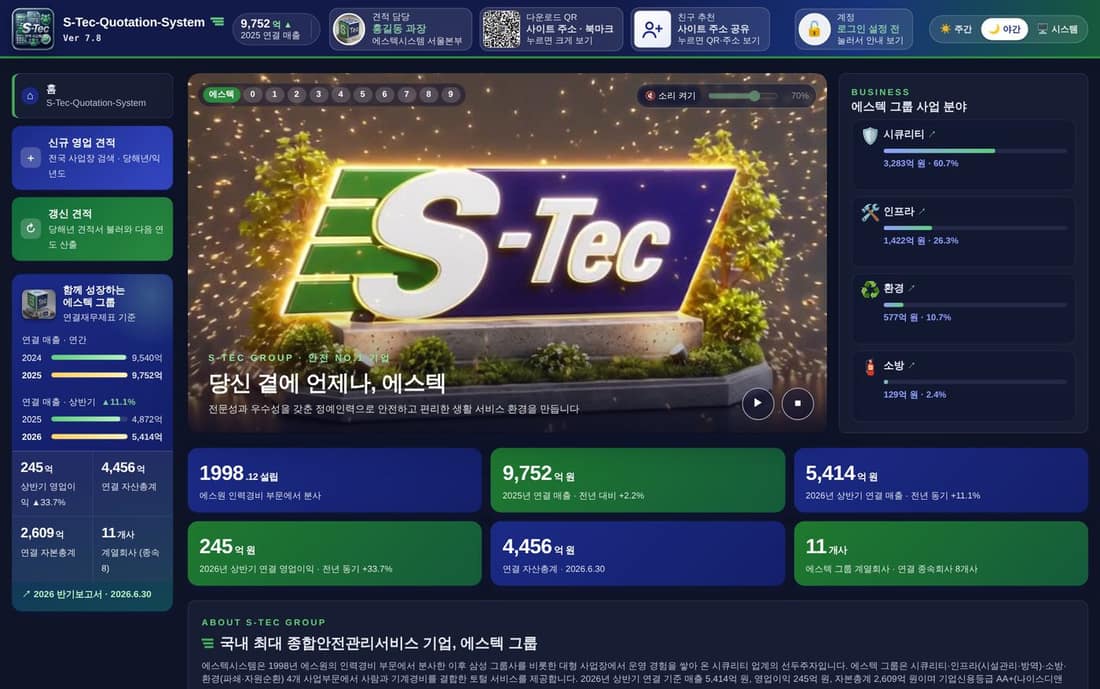 S-Tec
S-Tec-Quotation-System
Ver 7.8
9,752 억 ▲
2025 연결 매출
견적 담당
홍길동 과장
에스텍시스템 서울본부
다운로드 QR
사이트 주소 · 북마크
누르면 크게 보기
친구 추천
사이트 주소 공유
누르면 QR·주소 보기
계정
로그인 설정 전
눌러서 안내 보기
주간
야간
시스템
홈
S-Tec-Quotation-System
신규 영업 견적
전국 사업장 검색 · 당해년/익
년도
갱신 견적
당해년 견적서 불러와 다음 연
도 산출
함께 성장하는
에스텍 그룹
연결재무제표 기준
연결 매출 · 연간
2024 9,540억
2025 9,752억
연결 매출 · 상반기 ▲11.1%
2025 4,872억
2026 5,414억
245억
상반기 영업이
익 ▲33.7%
4,456억
연결 자산총계
2,609억
연결 자본총계
11개사
계열회사 (종속
8)
↗ 2026 반기보고서 · 2026.6.30
에스텍 0 1 2 3 4 5 6 7 8 9
소리 켜기 70%
S-Tec
S-TEC GROUP · 안전 NO.1 기업
당신 곁에 언제나, 에스텍
전문성과 우수성을 갖춘 정예인력으로 안전하고 편리한 생활 서비스 환경을 만듭니다
BUSINESS
에스텍 그룹 사업 분야
시큐리티 ↗
3,283억 원 · 60.7%
인프라 ↗
1,422억 원 · 26.3%
환경 ↗
577억 원 · 10.7%
소방 ↗
129억 원 · 2.4%
1998.12 설립
에스원 인력경비 부문에서 분사
9,752억 원
2025년 연결 매출 · 전년 대비 +2.2%
5,414억 원
2026년 상반기 연결 매출 · 전년 동기 +11.1%
245억 원
2026년 상반기 연결 영업이익 · 전년 동기 +33.7%
4,456억 원
연결 자산총계 · 2026.6.30
11개사
에스텍 그룹 계열회사 · 연결 종속회사 8개사
ABOUT S-TEC GROUP
국내 최대 종합안전관리서비스 기업, 에스텍 그룹
에스텍시스템은 1998년 에스원의 인력경비 부문에서 분사한 이후 삼성 그룹사를 비롯한 대형 사업장에서 운영 경험을 쌓아 온 시큐리티 업계의 선두주자입니다. 에스텍 그룹은 시큐리티·인프라(시설관리·방역)·소방·
환경(파쇄·자원순환) 4개 사업부문에서 사람과 기계경비를 결합한 토털 서비스를 제공합니다. 2026년 상반기 연결 기준 매출 5,414억 원, 영업이익 245억 원, 자본총계 2,609억 원이며 기업신용등급 AA+(나이스디앤